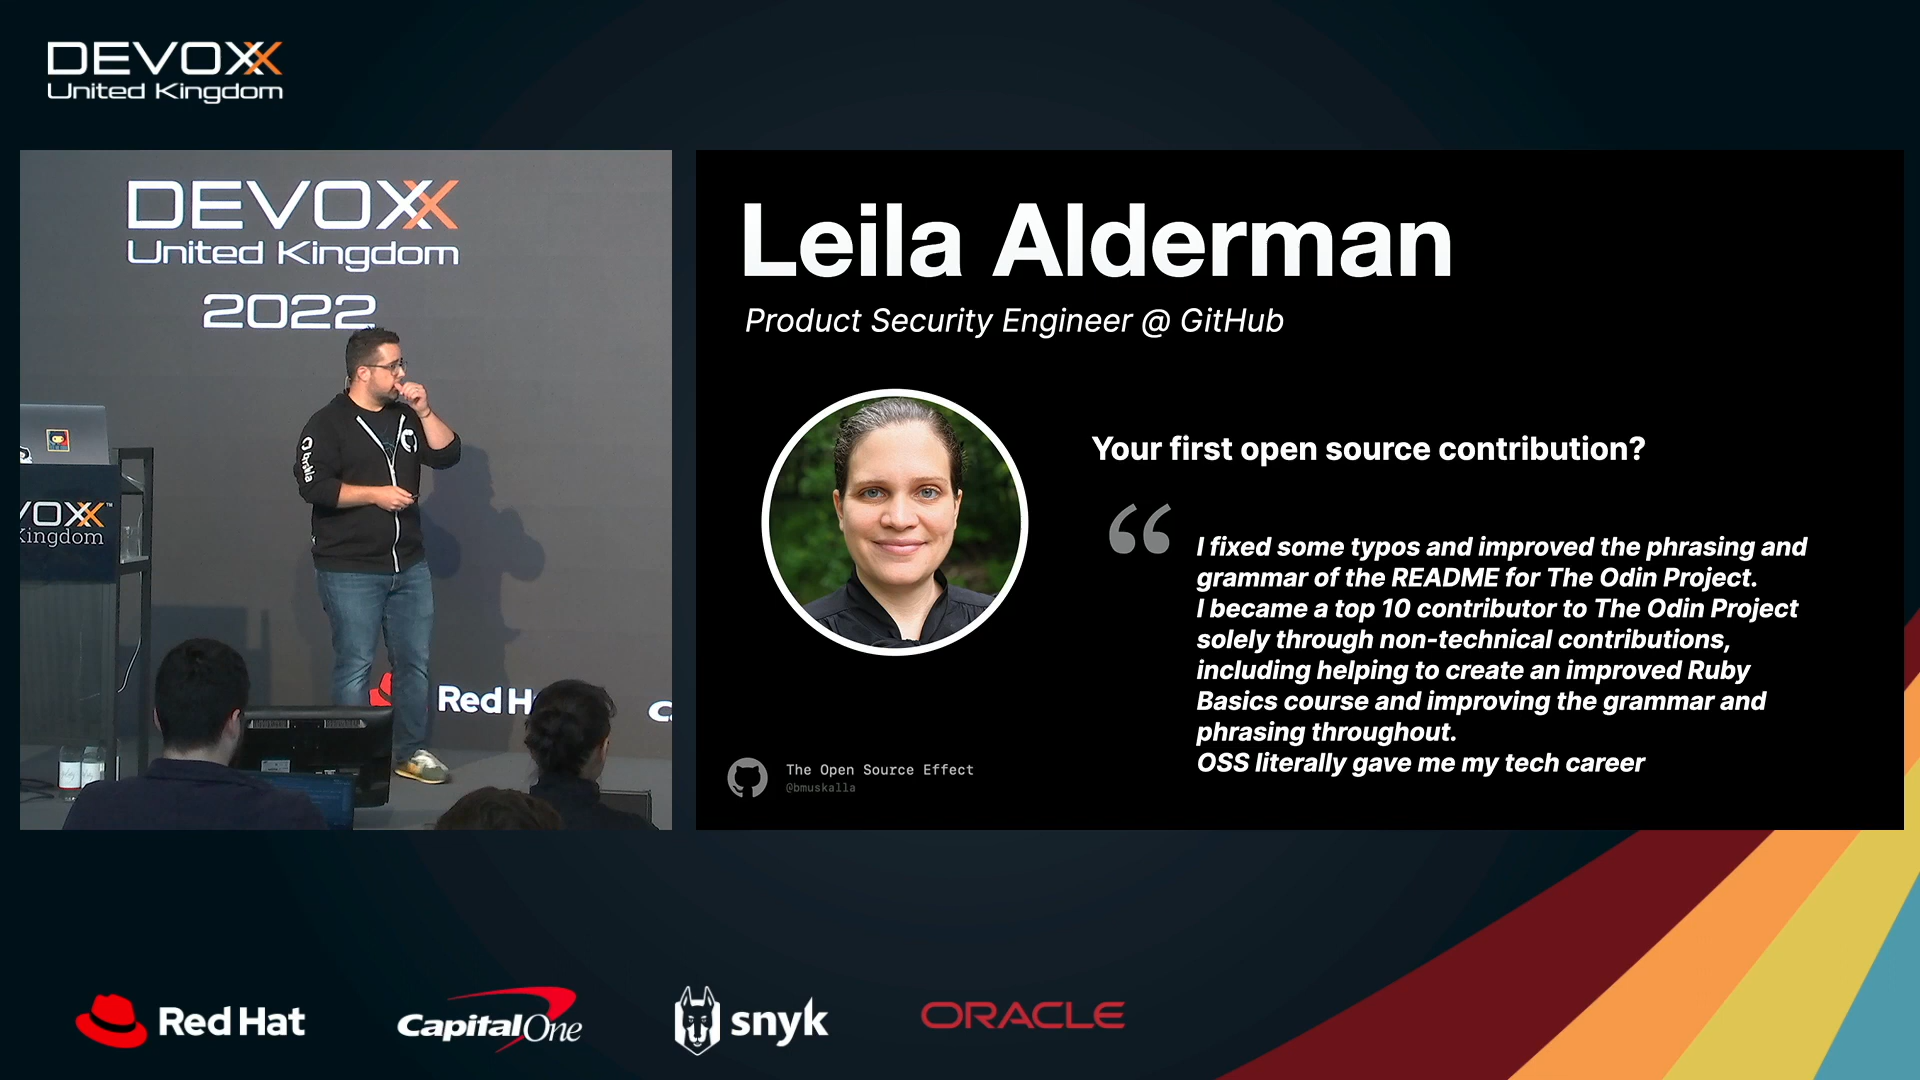 DEVOXX
United Kingdom
DEVOXX
United Kingdom
2022
VOXX™
Kingdom
Red H
C
Leila Alderman
Product Security Engineer @ GitHub
Your first open source contribution?
“
I fixed some typos and improved the phrasing and
grammar of the README for The Odin Project.
I became a top 10 contributor to The Odin Project
solely through non-technical contributions,
including helping to create an improved Ruby
Basics course and improving the grammar and
phrasing throughout.
OSS literally gave me my tech career
The Open Source Effect
@bmuskalla
Red Hat
CapitalOne
snyk
ORACLE